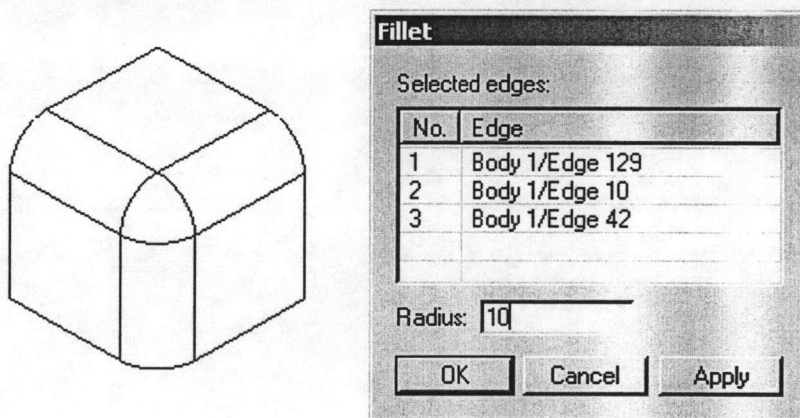 Fillet
Selected edges:
No. Edge
1 Body 1/Edge 129
2 Body 1/Edge 10
3 Body 1/Edge 42
Radius: 10
OK Cancel Apply